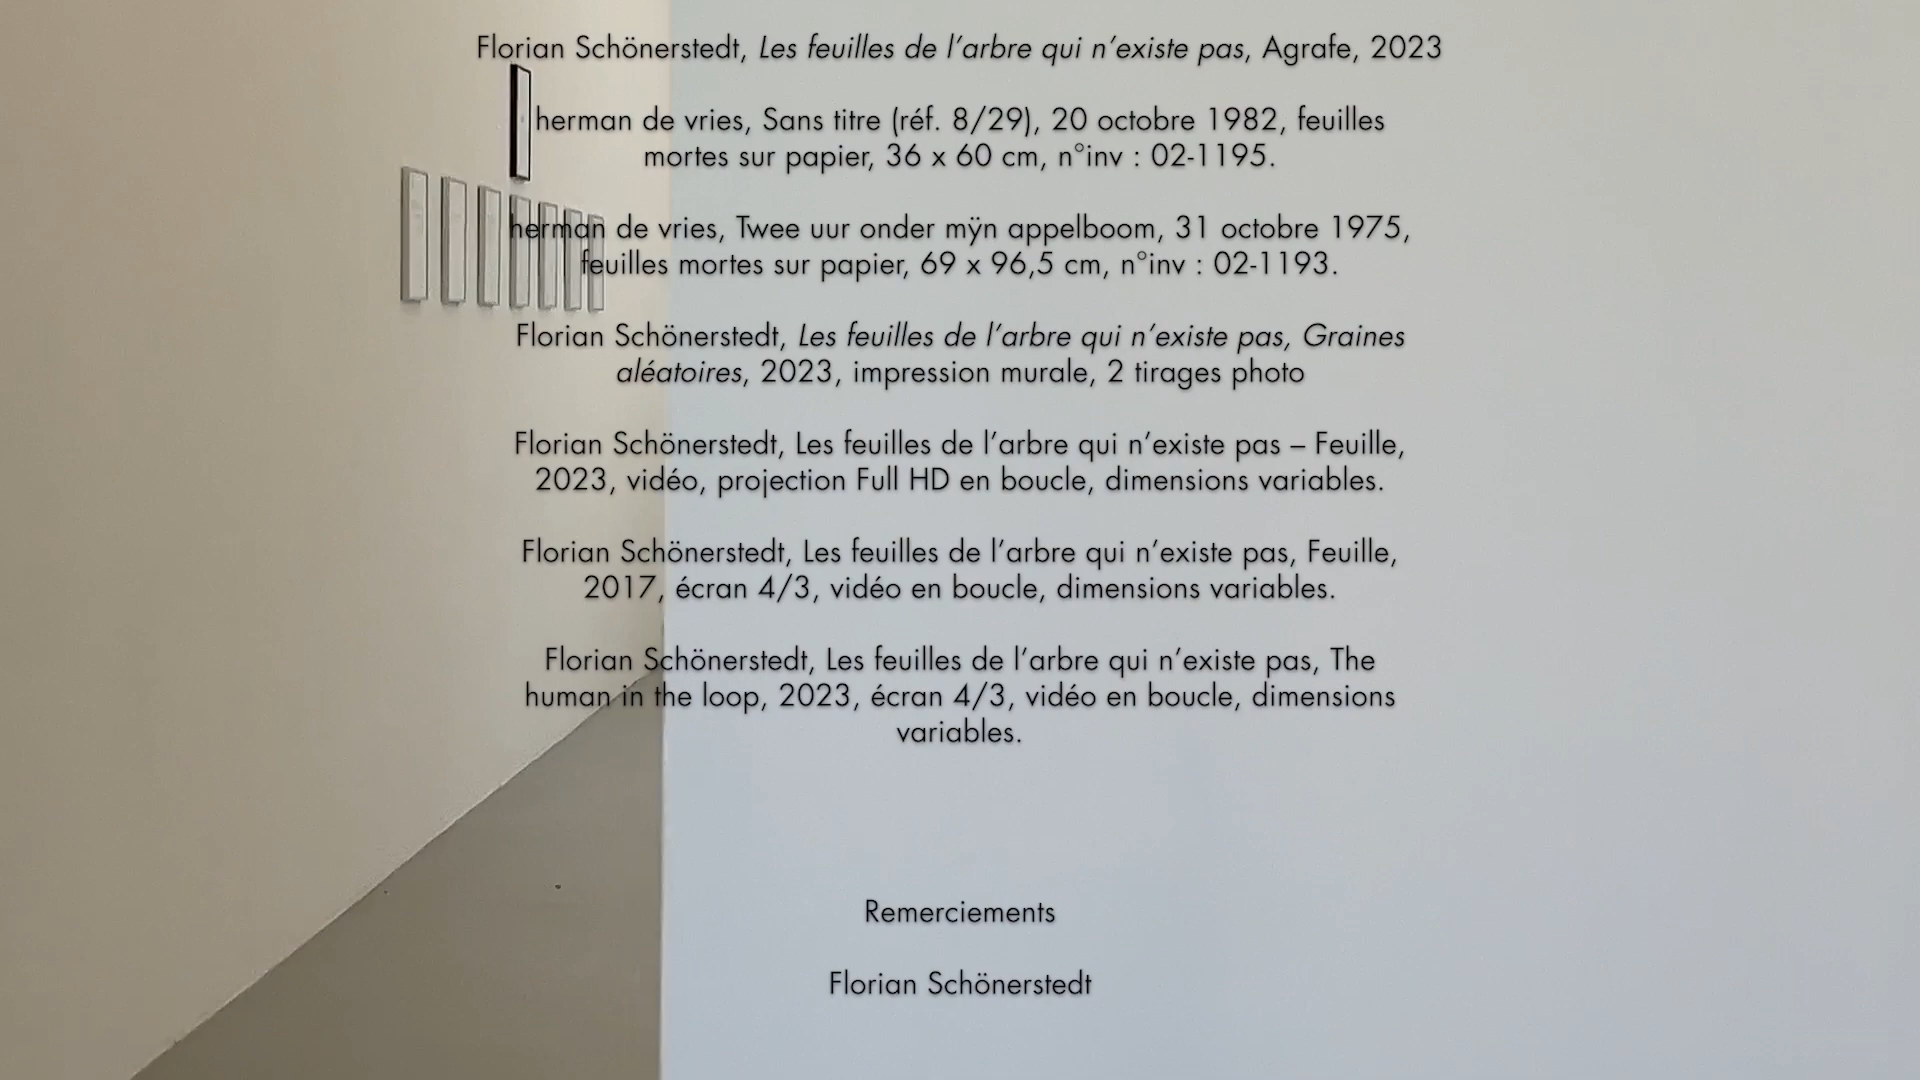 Florian Schönerstedt, Les feuilles de l’arbre qui n’existe pas, Agrafe, 2023
herman de vries, Sans titre (réf. 8/29), 20 octobre 1982, feuilles
mortes sur papier, 36 x 60 cm, n°inv : 02-1195.
herman de vries, Twee uur onder mÿn appelboom, 31 octobre 1975,
feuilles mortes sur papier, 69 x 96,5 cm, n°inv : 02-1193.
Florian Schönerstedt, Les feuilles de l’arbre qui n’existe pas, Graines
aléatoires, 2023, impression murale, 2 tirages photo
Florian Schönerstedt, Les feuilles de l’arbre qui n’existe pas – Feuille,
2023, vidéo, projection Full HD en boucle, dimensions variables.
Florian Schönerstedt, Les feuilles de l’arbre qui n’existe pas, Feuille,
2017, écran 4/3, vidéo en boucle, dimensions variables.
Florian Schönerstedt, Les feuilles de l’arbre qui n’existe pas, The
human in the loop, 2023, écran 4/3, vidéo en boucle, dimensions
variables.
Remerciements
Florian Schönerstedt